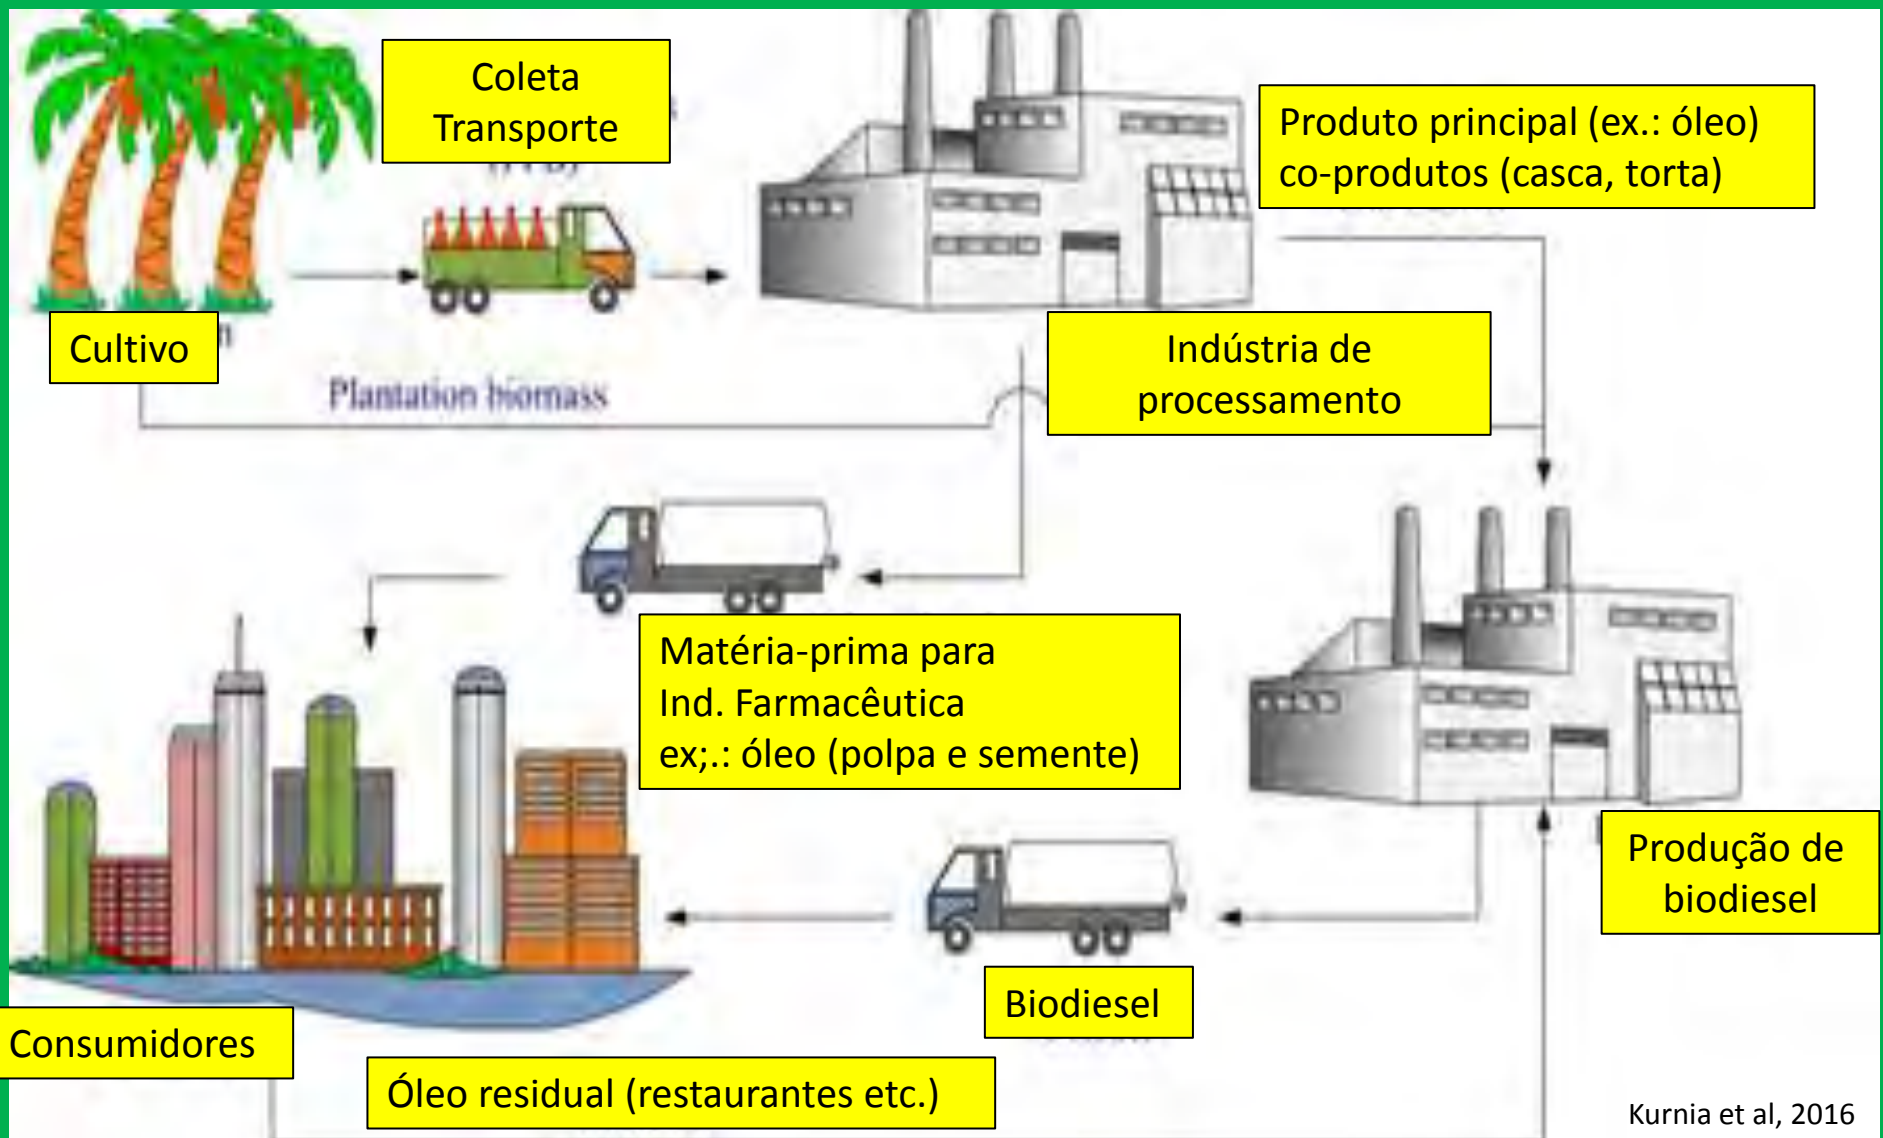 Coleta
Transporte
Produto principal (ex.: óleo)
co-produtos (casca, torta)
Cultivo
Indústria de
processamento
Plantation biomass
Matéria-prima para
Ind. Farmacêutica
ex;.: óleo (polpa e semente)
Produção de
biodiesel
Biodiesel
Consumidores
Óleo residual (restaurantes etc.)
Kurnia et al, 2016